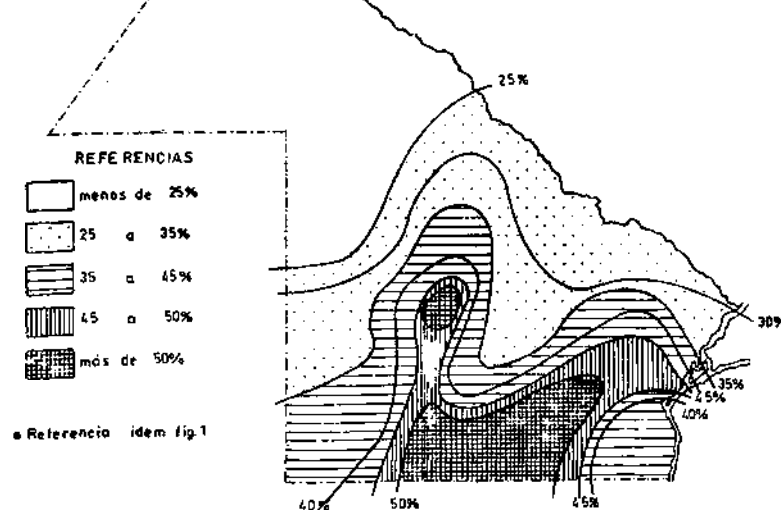 25%
REFERENCIAS
menos de 25%
25 a 35%
35 a 45%
45 a 50%
más de 50%
• Referencia idem fig.1
30%
35%
45%
40%
40%
50%
45%